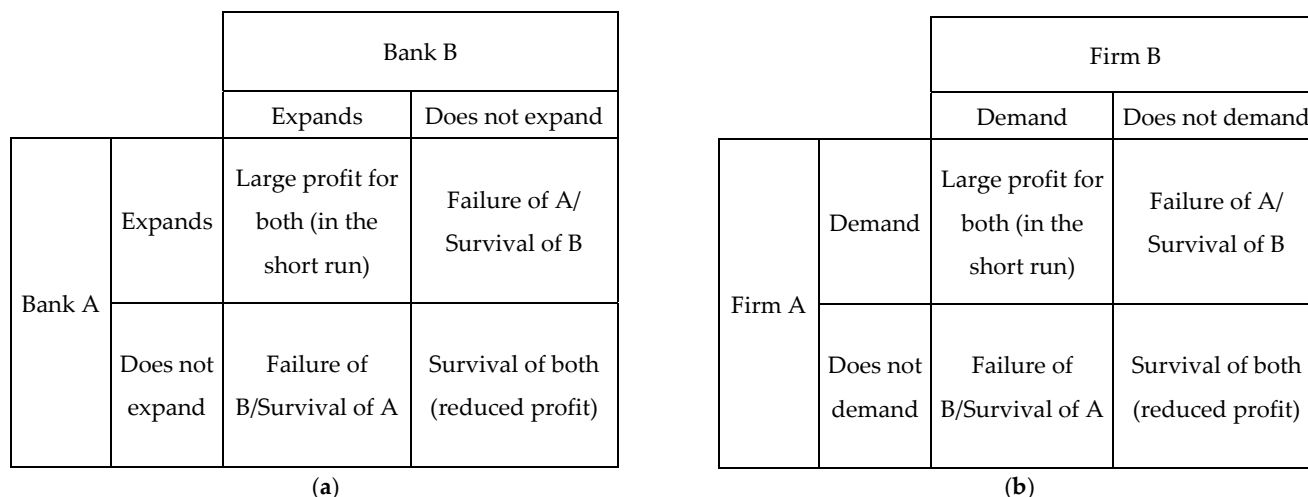 Bank B
Expands
Does not expand
Bank A
Expands
Large profit for
both (in the
short run)
Failure of A/
Survival of B
Does not
expand
Failure of
B/Survival of A
Survival of both
(reduced profit)
(a)
Firm B
Demand
Does not demand
Firm A
Demand
Large profit for
both (in the
short run)
Failure of A/
Survival of B
Does not
demand
Failure of
B/Survival of A
Survival of both
(reduced profit)
(b)